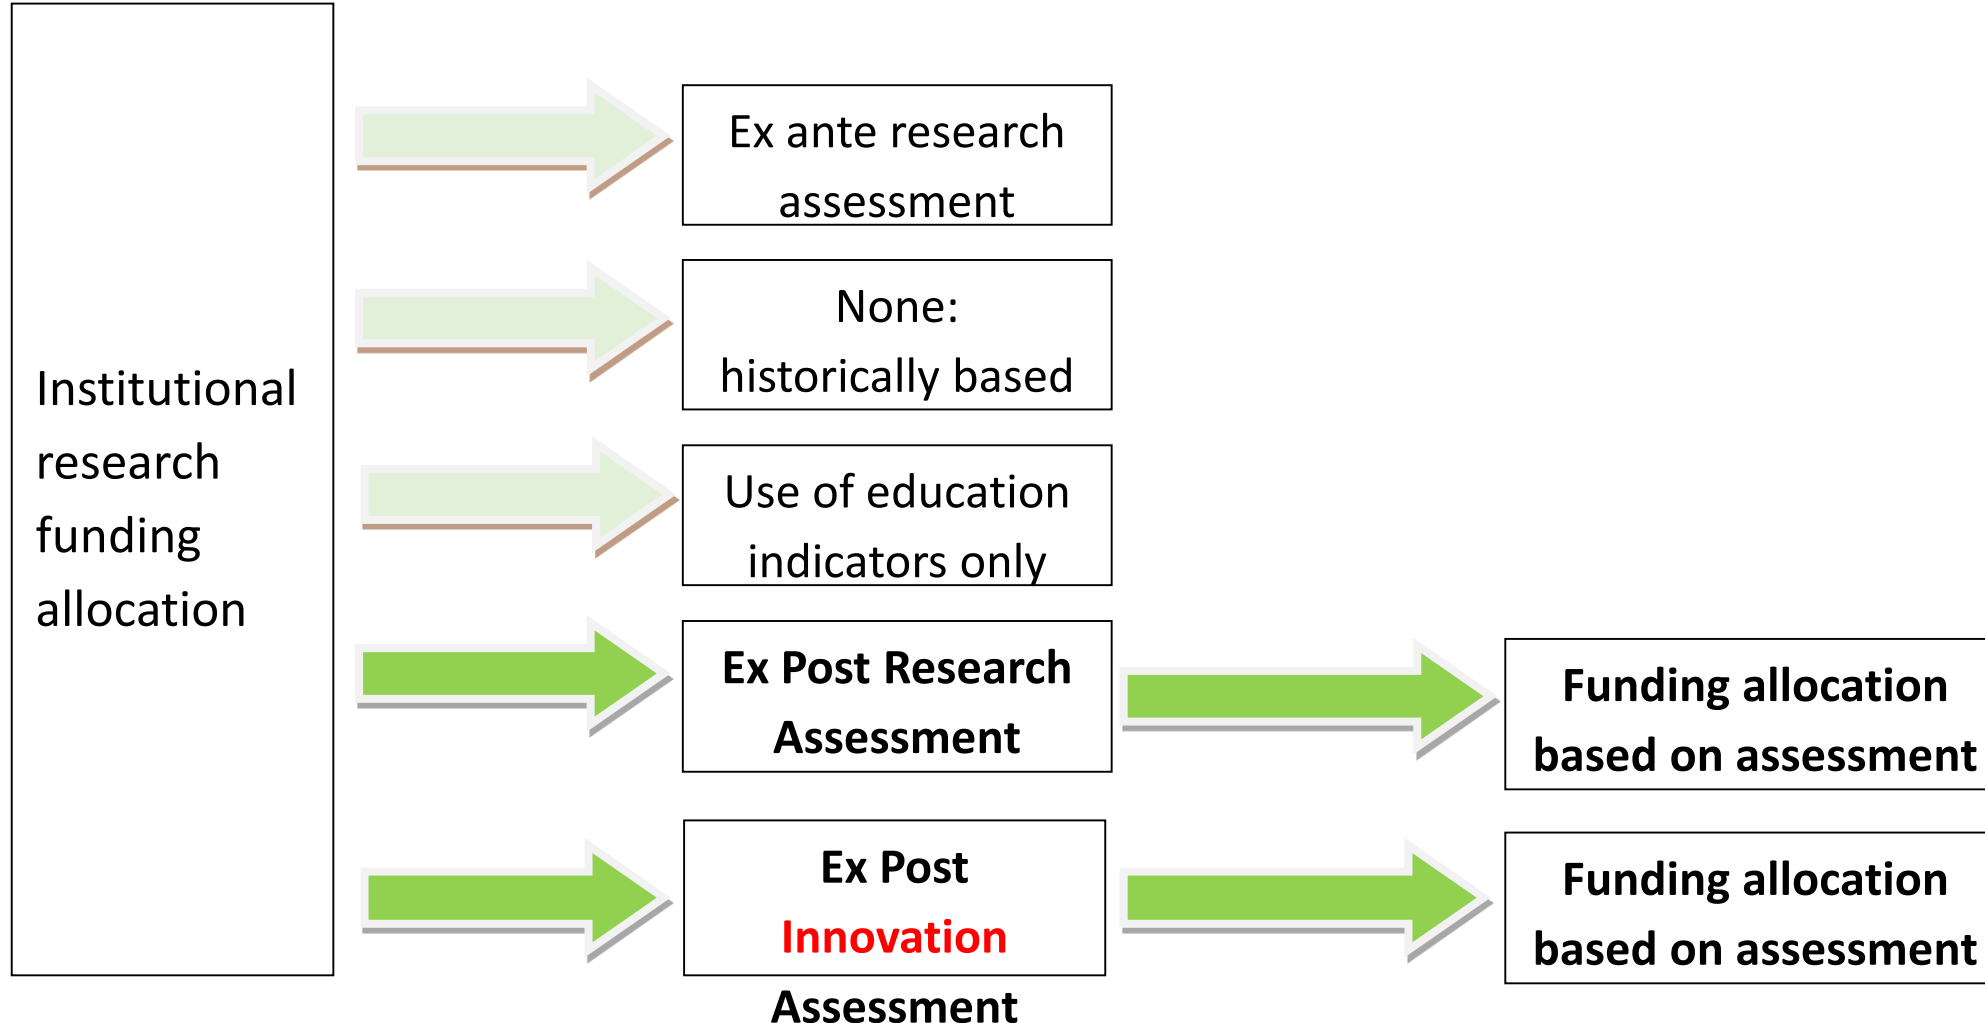 Institutional
research
funding
allocation
Ex ante research
assessment
None:
historically based
Use of education
indicators only
Ex Post Research
Assessment
Funding allocation
based on assessment
Ex Post
Innovation
Assessment
Funding allocation
based on assessment